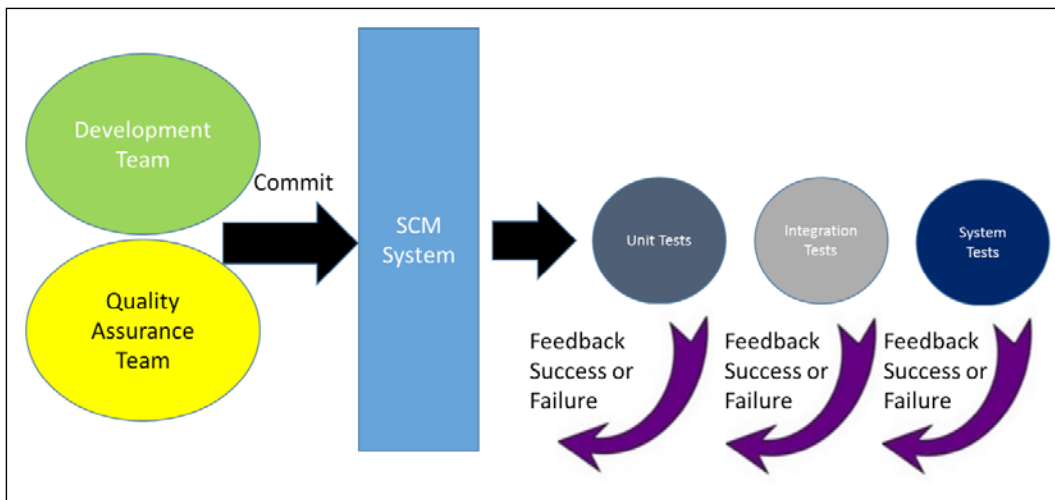 Development
Team
Commit
Quality
Assurance
Team
SCM
System
Unit Tests
Integration
Tests
System
Tests
Feedback
Success or
Failure
Feedback
Success or
Failure
Feedback
Success or
Failure